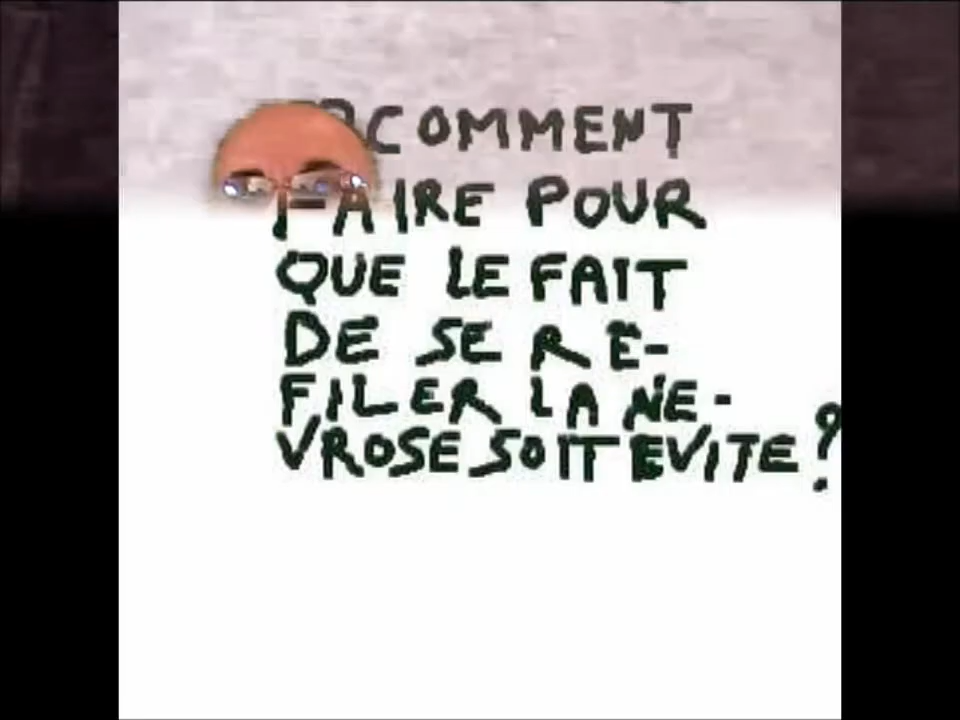 COMMENT
FAIRE POUR
QUE LE FAIT
DE SE RE-
FILER LA NE-
VROSE SOIT EVITE ?